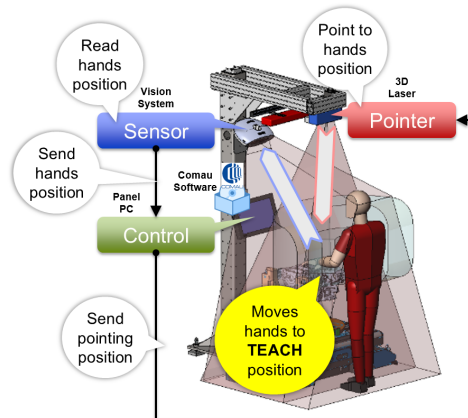 Read
hands
position
Point to
hands
position
Vision
System
3D
Laser
Sensor
Pointer
Send
hands
position
Comau
Software
COMAU
Panel
PC
Control
Send
pointing
position
Moves
hands to
TEACH
position